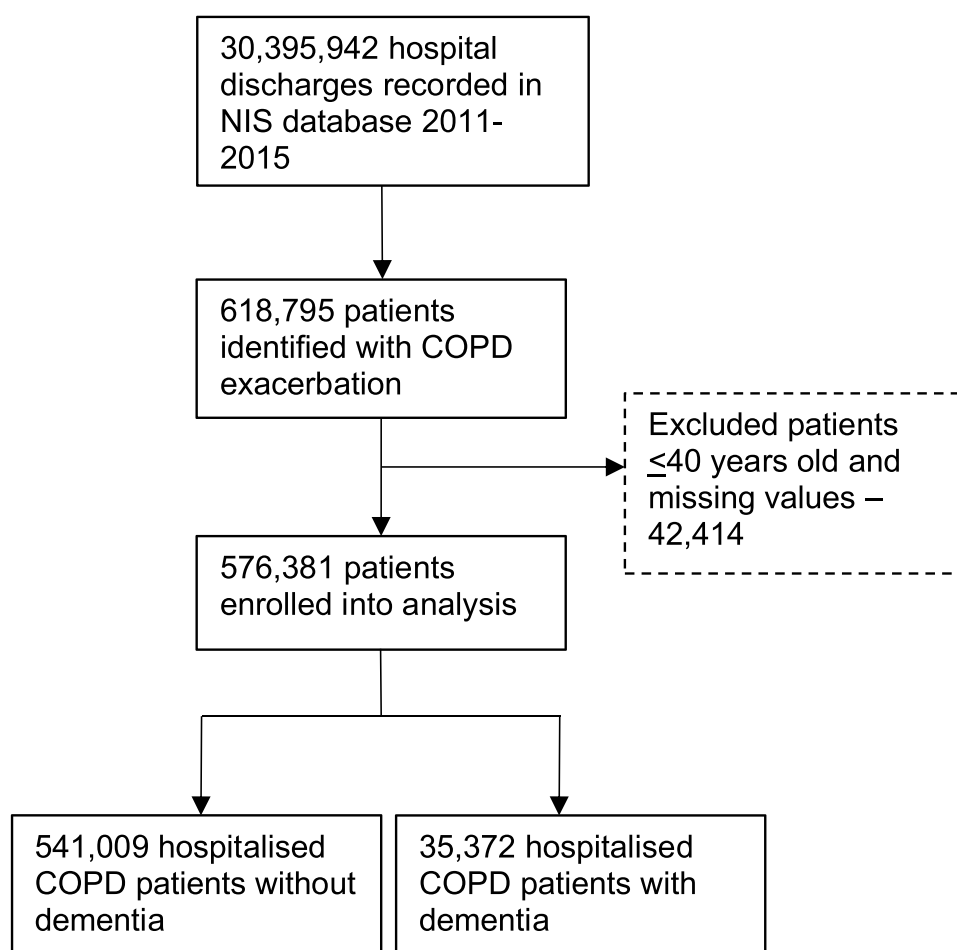 30,395,942 hospital
discharges recorded in
NIS database 2011-
2015
618,795 patients
identified with COPD
exacerbation
Excluded patients
≤40 years old and
missing values –
42,414
576,381 patients
enrolled into analysis
541,009 hospitalised
COPD patients without
dementia
35,372 hospitalised
COPD patients with
dementia